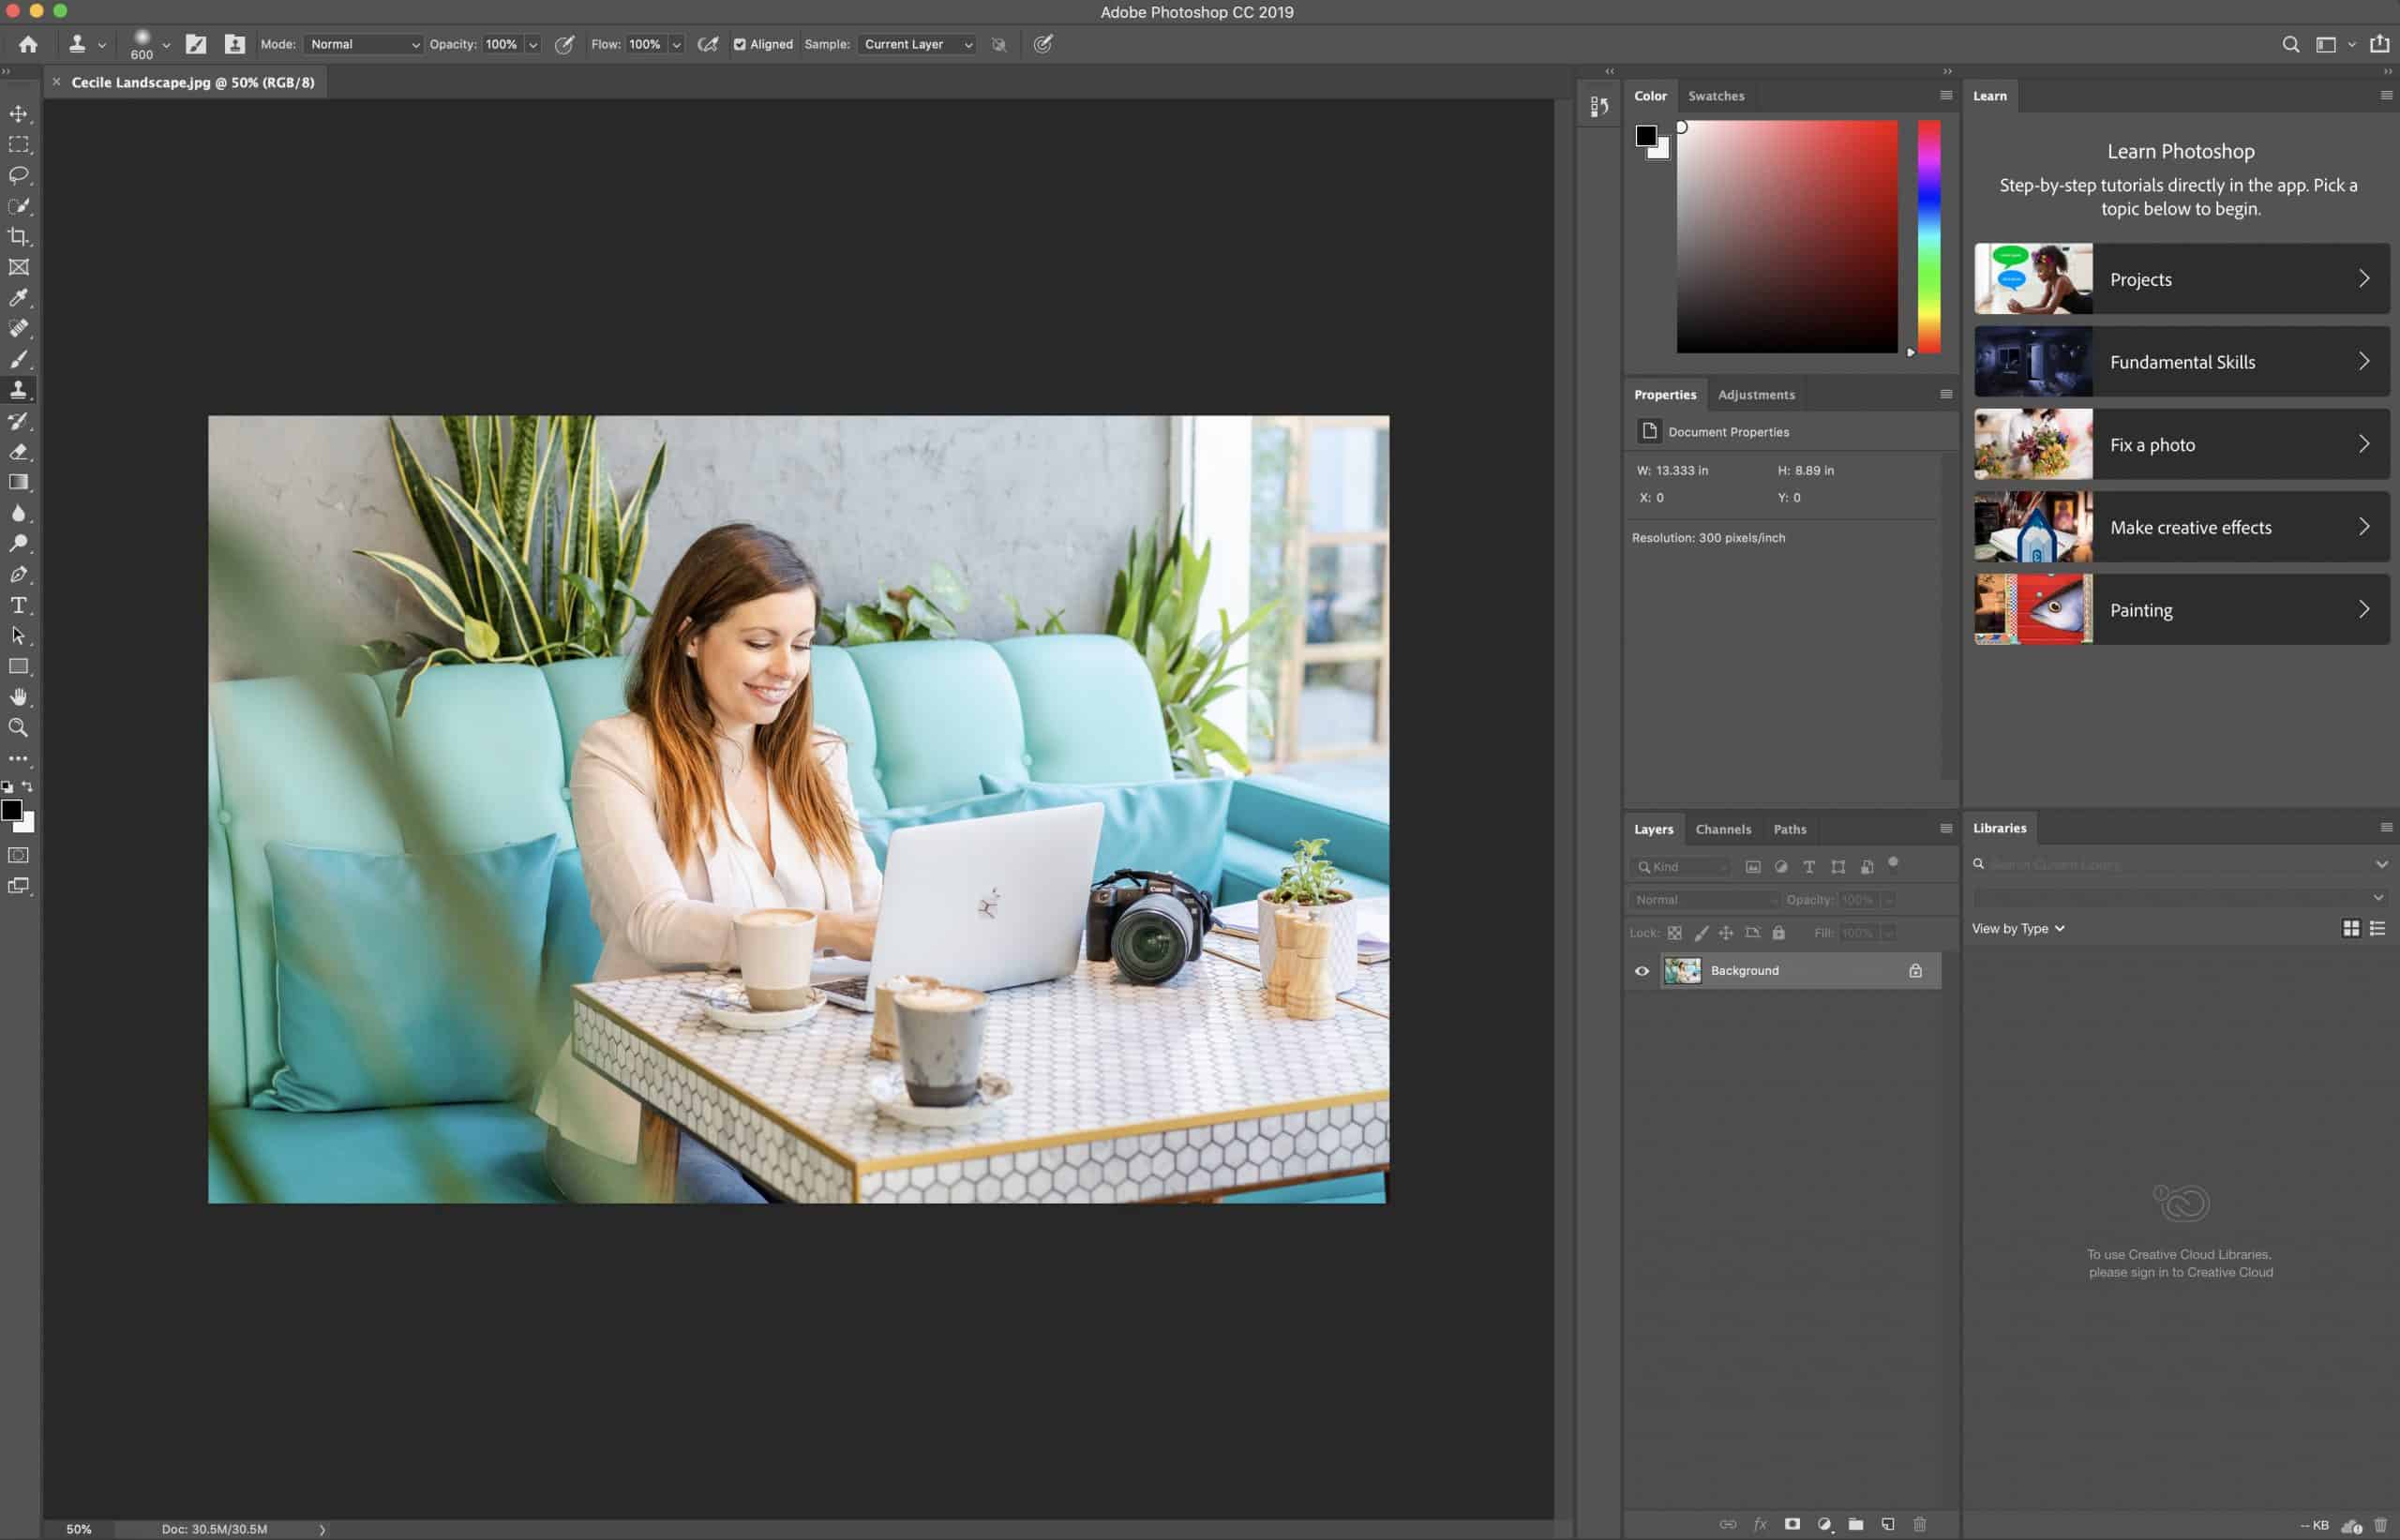 Adobe Photoshop CC 2019
600
Mode: Normal Opacity: 100% Flow: 100% Aligned Sample: Current Layer
Cecile Landscape.jpg @ 50% (RGB/8)
Color Swatches
Learn
Learn Photoshop
Step-by-step tutorials directly in the app. Pick a
topic below to begin.
Projects
Fundamental Skills
Fix a photo
Make creative effects
Painting
Properties Adjustments
Document Properties
W: 13.333 in H: 8.89 in
X: 0 Y: 0
Resolution: 300 pixels/inch
Canon
Layers Channels Paths
Kind
Normal Opacity: 100%
Lock: Fill: 100%
Background
Libraries
Search Current Library
View by Type
To use Creative Cloud Libraries,
please sign in to Creative Cloud
50% Doc: 30.5M/30.5M
-- KB